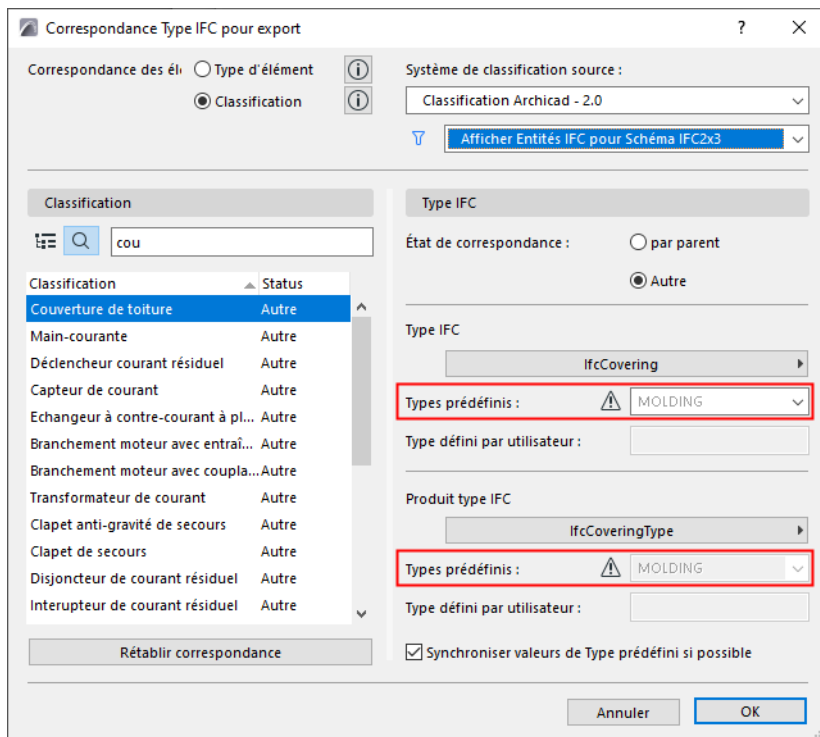 Correspondance Type IFC pour export
?
Correspondance des élé
Type d'élément
Classification
Système de classification source :
Classification Archicad - 2.0
Afficher Entités IFC pour Schéma IFC2x3
Classification
cou
Classification Status
Couverture de toiture Autre
Main-courante Autre
Déclencheur courant résiduel Autre
Capteur de courant Autre
Echangeur à contre-courant à pl... Autre
Branchement moteur avec entraî... Autre
Branchement moteur avec coupla... Autre
Transformateur de courant Autre
Clapet anti-gravité de secours Autre
Clapet de secours Autre
Disjoncteur de courant résiduel Autre
Interupteur de courant résiduel Autre
Rétablir correspondance
Type IFC
État de correspondance :
par parent
Autre
Type IFC
IfcCovering
Types prédéfinis : MOLDING
Type défini par utilisateur :
Produit type IFC
IfcCoveringType
Types prédéfinis : MOLDING
Type défini par utilisateur :
Synchroniser valeurs de Type prédéfini si possible
Annuler
OK